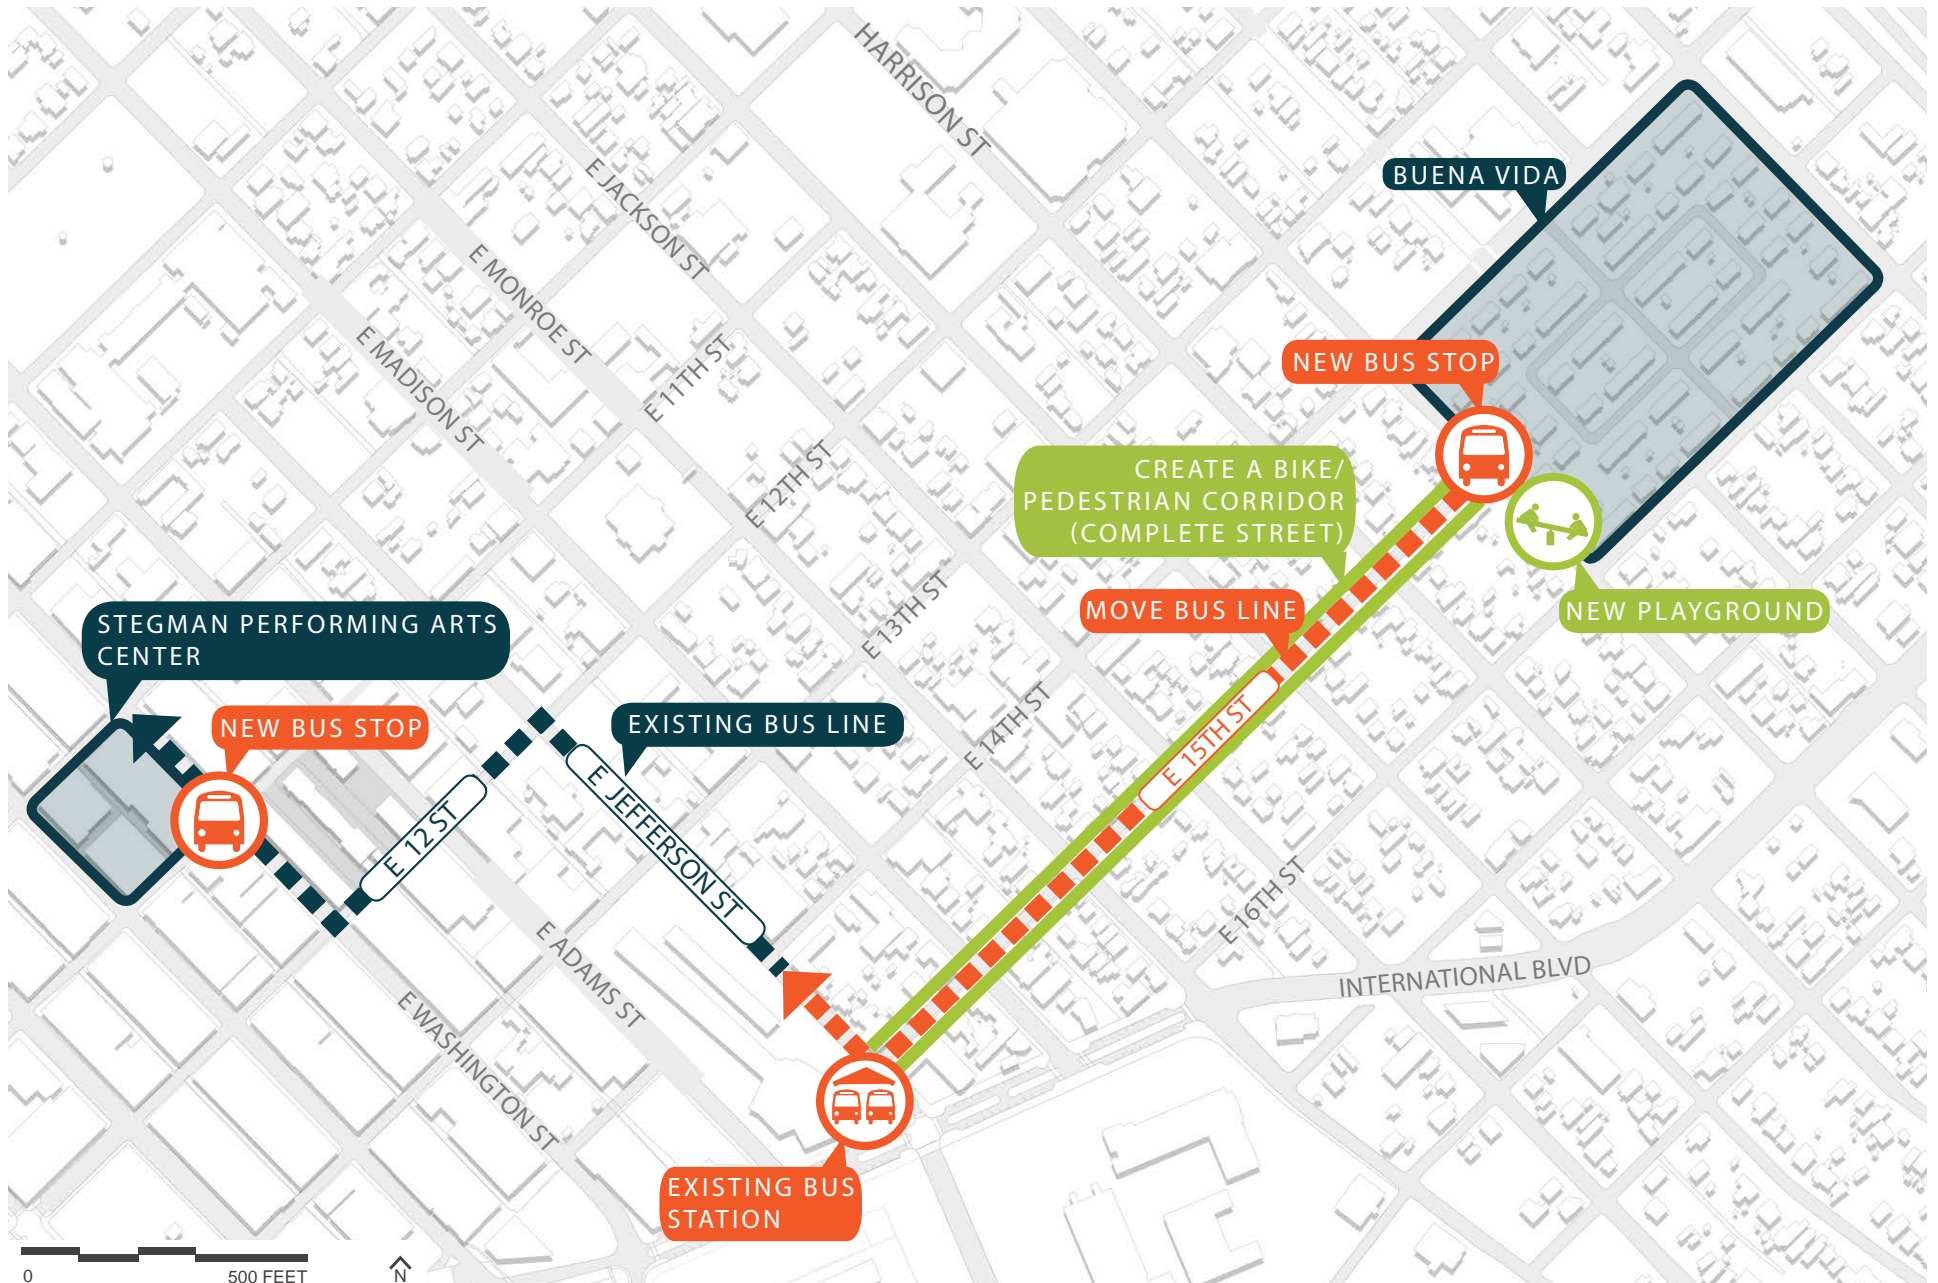 HARRISON ST
E JACKSON ST
BUENA VIDA
E MONROE ST
E MADISON ST
E 11TH ST
NEW BUS STOP
E 12TH ST
CREATE A BIKE/
PEDESTRIAN CORRIDOR
(COMPLETE STREET)
E 13TH ST
MOVE BUS LINE
NEW PLAYGROUND
STEGMAN PERFORMING ARTS
CENTER
NEW BUS STOP
EXISTING BUS LINE
E 14TH ST
E 15TH ST
E 12 ST
E JEFFERSON ST
E 16TH ST
E ADAMS ST
INTERNATIONAL BLVD
E WASHINGTON ST
EXISTING BUS
STATION
0
500 FEET
N